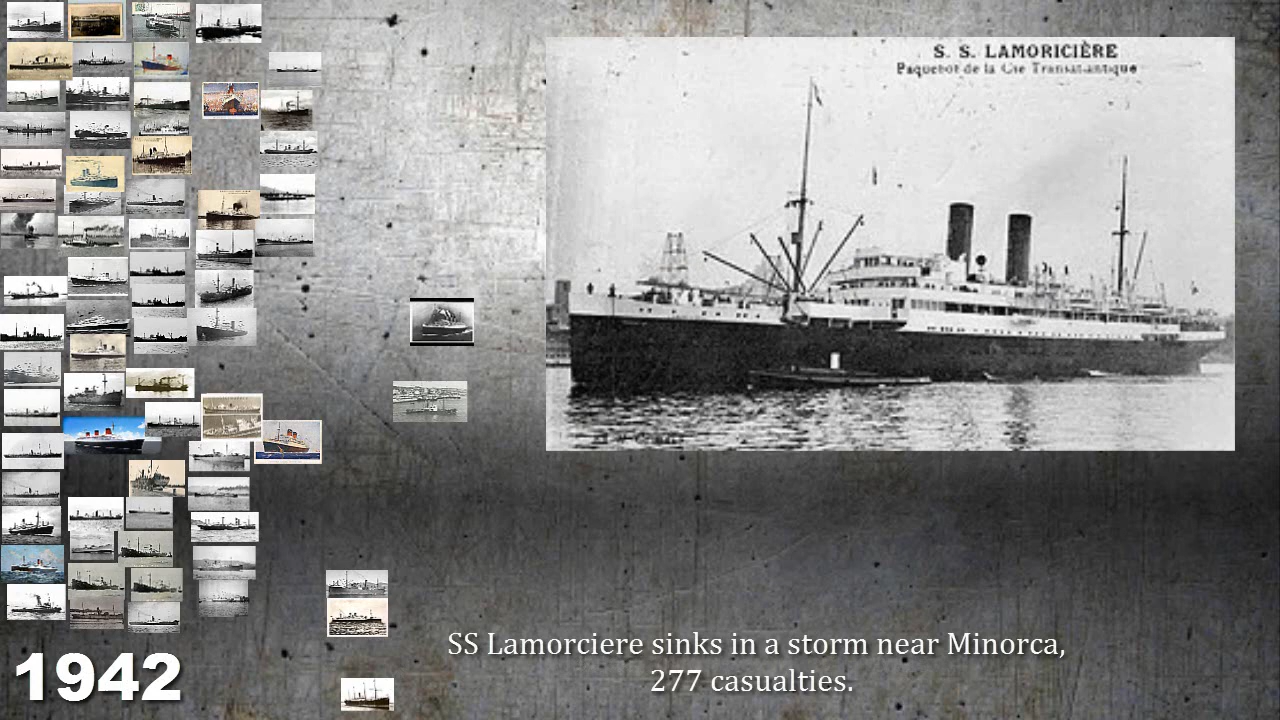 S. S. LAMORICIÈRE
Paquebot de la Cie Transatlantique
SS Lamorciere sinks in a storm near Minorca,
277 casualties.
1942